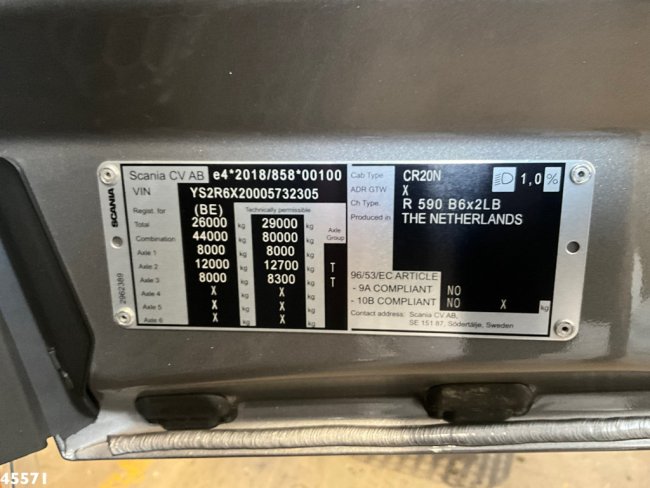 SCANIA
2962389
Scania CV AB e4*2018/858*00100
VIN YS2R6X20005732305
Regist. for (BE) Technically permissible
Total 26000 kg 29000 kg Axle Group
Combination 44000 kg 80000 kg
Axle 1 8000 kg 8000 kg
Axle 2 12000 kg 12700 kg T
Axle 3 8000 kg 8300 kg T
Axle 4 X kg X kg
Axle 5 X kg X kg
Axle 6 X kg X kg
Cab Type CR20N 1,0 %
ADR GTW X
Ch Type. R 590 B6x2LB
Produced in THE NETHERLANDS
96/53/EC ARTICLE
- 9A COMPLIANT NO
- 10B COMPLIANT NO X kg
Contact address: Scania CV AB,
SE 151 87, Södertälje, Sweden
45571